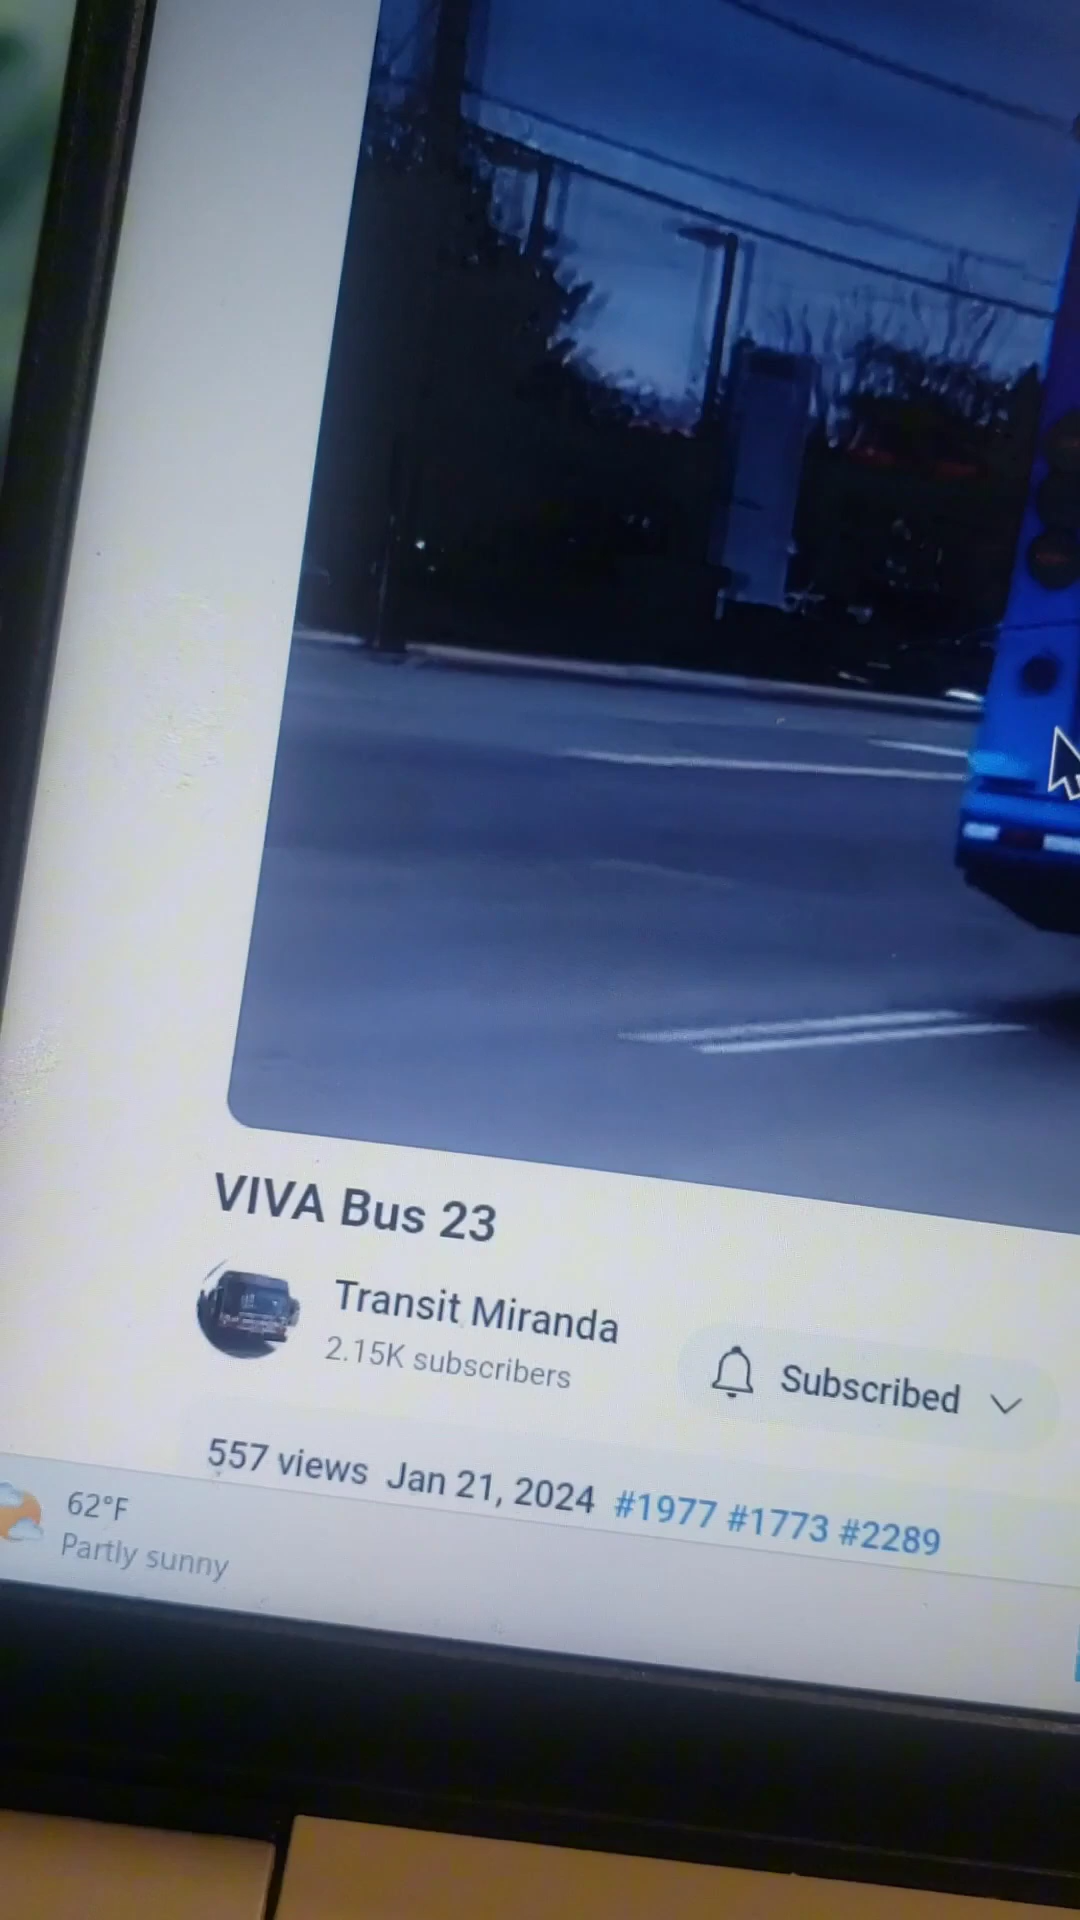 VIVA Bus 23
Transit Miranda
2.15K subscribers
Subscribed
557 views Jan 21, 2024 #1977 #1773 #2289
62°F
Partly sunny